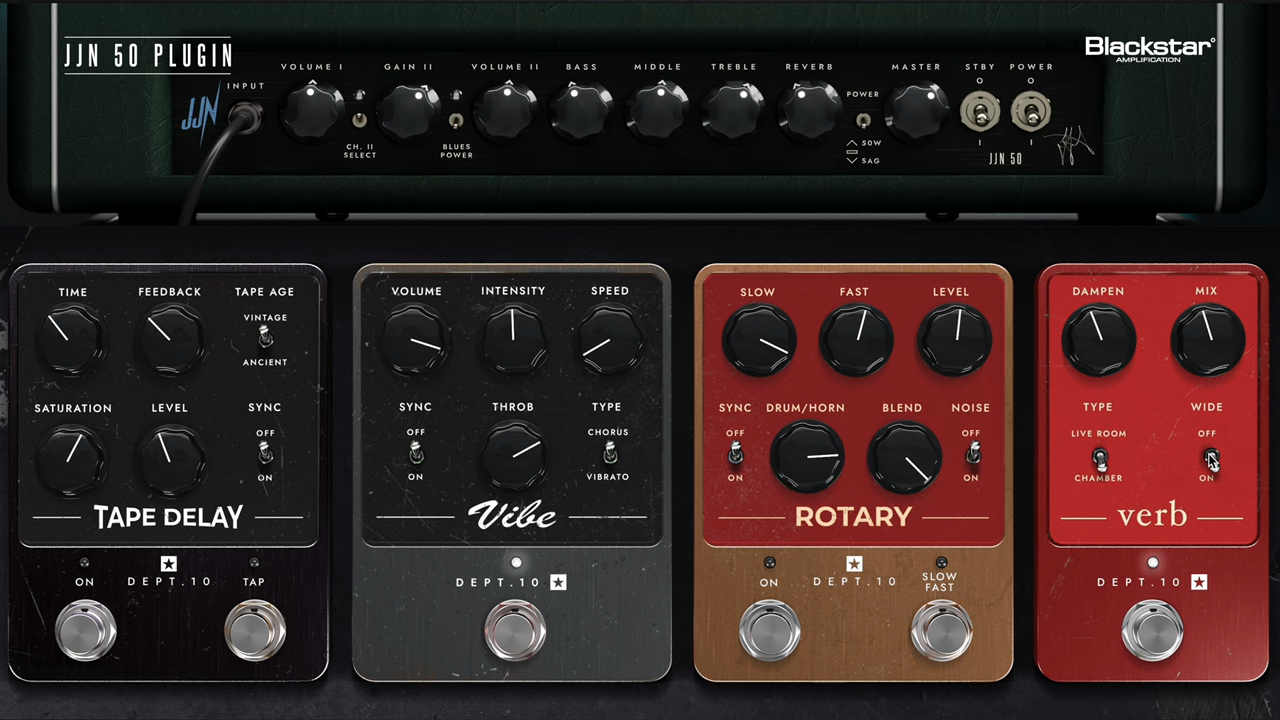 JJN 50 PLUGIN
Blackstar
AMPLIFICATION
VOLUME I
GAIN II
VOLUME II
BASS
MIDDLE
TREBLE
REVERB
MASTER
STBY
POWER
INPUT
JJN
CH. II
SELECT
BLUES
POWER
POWER
50W
SAG
JJN 50
TIME
FEEDBACK
TAPE AGE
VINTAGE
ANCIENT
SATURATION
LEVEL
SYNC
OFF
ON
TAPE DELAY
ON
DEPT.10
TAP
VOLUME
INTENSITY
SPEED
SYNC
OFF
ON
THROB
TYPE
CHORUS
VIBRATO
Vibe
DEPT.10
SLOW
FAST
LEVEL
SYNC
OFF
ON
DRUM/HORN
BLEND
NOISE
OFF
ON
ROTARY
ON
DEPT.10
SLOW
FAST
DAMPEN
MIX
TYPE
LIVE ROOM
CHAMBER
WIDE
OFF
ON
verb
DEPT.10